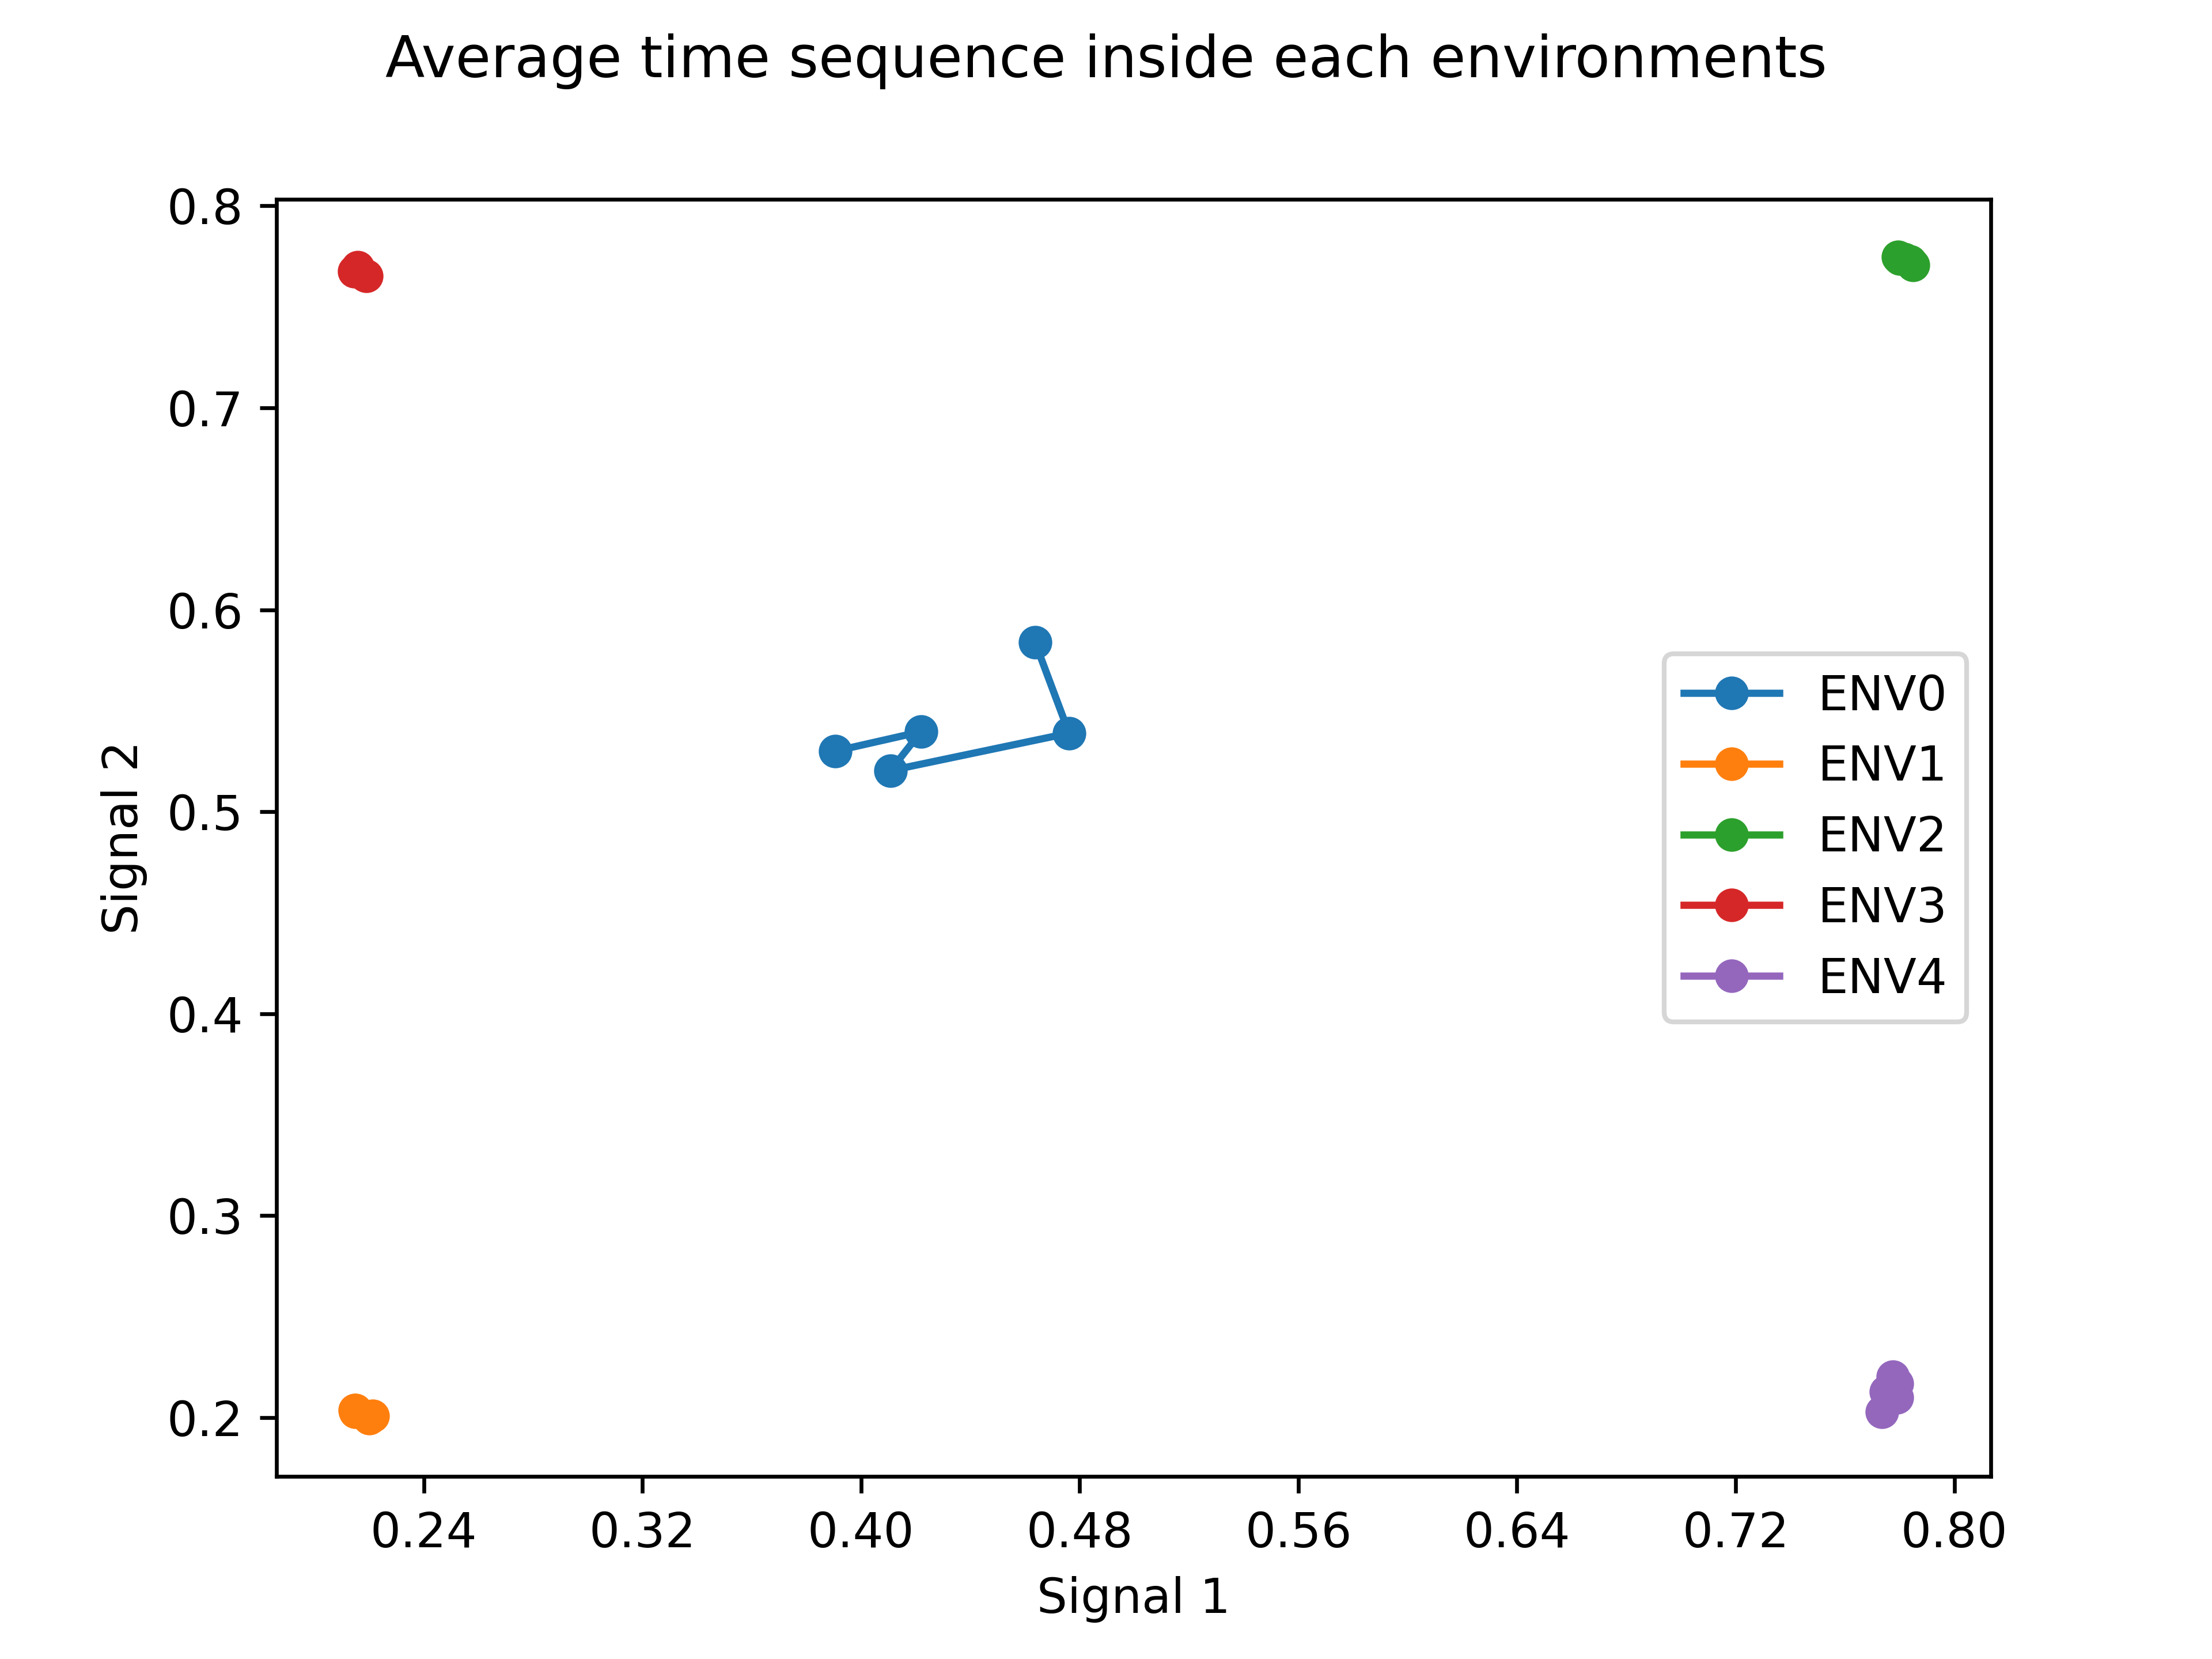 Average time sequence inside each environments
0.8
0.7
0.6
0.5
0.4
0.3
0.2
Signal 2
ENV0
ENV1
ENV2
ENV3
ENV4
0.24 0.32 0.40 0.48 0.56 0.64 0.72 0.80
Signal 1